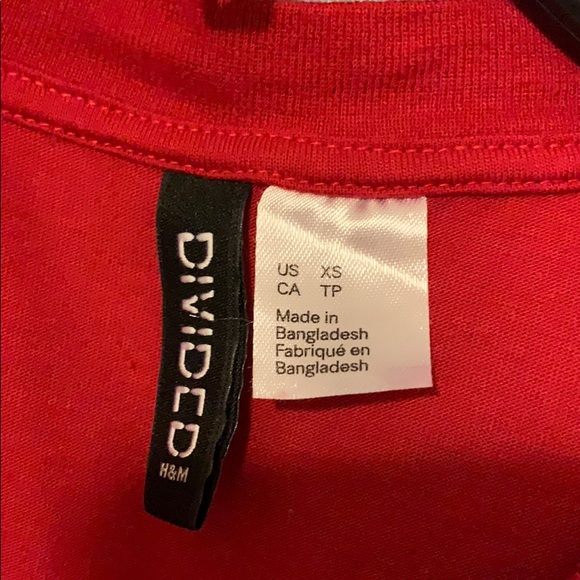 DIVIDED
H&M
US XS
CA TP
Made in
Bangladesh
Fabriqué en
Bangladesh